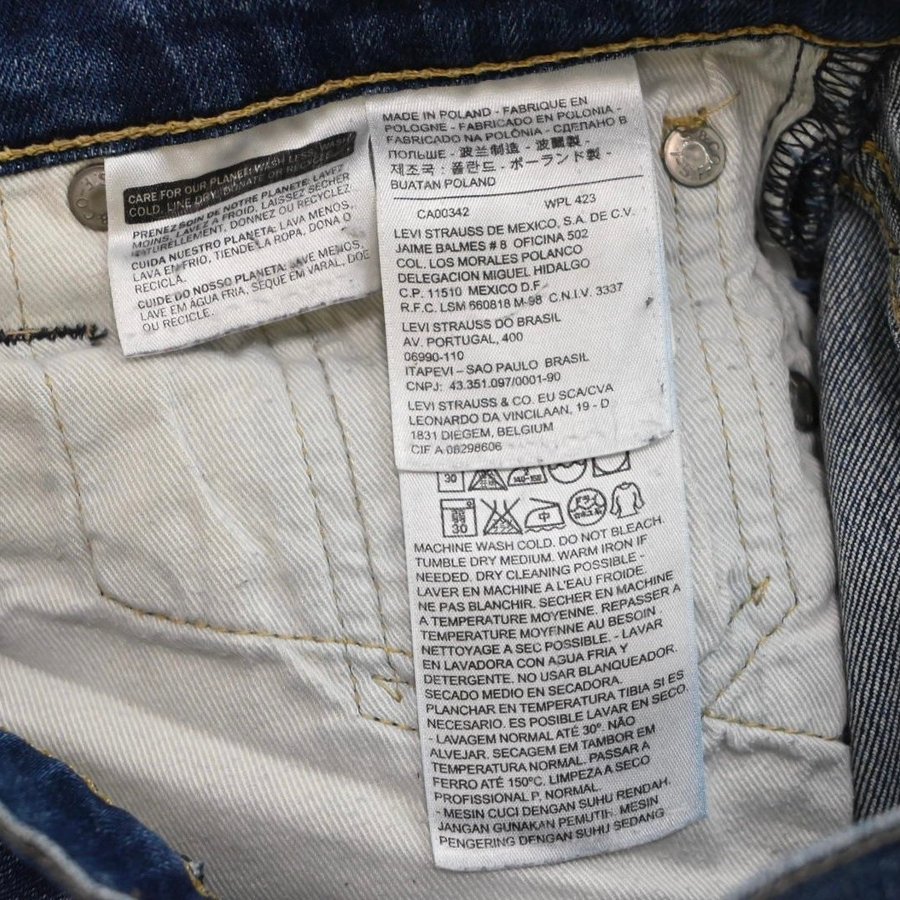 CARE FOR OUR PLANET: WASH LESS, WASH
COLD, LINE DRY, DONATE OR RECYCLE.
PRENEZ SOIN DE NOTRE PLANETE: LAVEZ
MOINS, LAVEZ A FROID, LAISSEZ SECHER
NATURELLEMENT, DONNEZ OU RECYCLEZ.
CUIDA NUESTRO PLANETA: LAVA MENOS,
LAVA EN FRIO, TIENDE LA ROPA, DONA O
RECICLA.
CUIDE DO NOSSO PLANETA: LAVE MENOS,
LAVE EM ÁGUA FRIA, SEQUE EM VARAL, DOE
OU RECICLE.
MADE IN POLAND - FABRIQUE EN
POLOGNE - FABRICADO EN POLONIA -
FABRICADO NA POLÔNIA - СДЕЛАНО В
ПОЛЬШЕ - 波兰制造 - 波蘭製 -
제조국 : 폴란드 - ポーランド製 -
BUATAN POLAND
CA00342 WPL 423
LEVI STRAUSS DE MEXICO, S.A. DE C.V.
JAIME BALMES # 8 OFICINA 502
COL. LOS MORALES POLANCO
DELEGACION MIGUEL HIDALGO
C.P. 11510 MEXICO D.F.
R.F.C. LSM 660818 M-98 C.N.I.V. 3337
LEVI STRAUSS DO BRASIL
AV. PORTUGAL, 400
06990-110
ITAPEVI – SAO PAULO BRASIL
CNPJ: 43.351.097/0001-90
LEVI STRAUSS & CO. EU SCA/CVA
LEONARDO DA VINCILAAN, 19 - D
1831 DIEGEM, BELGIUM
CIF A 08298606
30 140-150
30 中 ドライ
MACHINE WASH COLD. DO NOT BLEACH.
TUMBLE DRY MEDIUM. WARM IRON IF
NEEDED. DRY CLEANING POSSIBLE -
LAVER EN MACHINE A L'EAU FROIDE.
NE PAS BLANCHIR. SECHER EN MACHINE
A TEMPERATURE MOYENNE. REPASSER A
TEMPERATURE MOYENNE AU BESOIN.
NETTOYAGE A SEC POSSIBLE. - LAVAR
EN LAVADORA CON AGUA FRIA Y
DETERGENTE. NO USAR BLANQUEADOR.
SECADO MEDIO EN SECADORA.
PLANCHAR EN TEMPERATURA TIBIA SI ES
NECESARIO. ES POSIBLE LAVAR EN SECO.
- LAVAGEM NORMAL ATÉ 30º. NÃO
ALVEJAR. SECAGEM EM TAMBOR EM
TEMPERATURA NORMAL. PASSAR A
FERRO ATÉ 150ºC. LIMPEZA A SECO
PROFISSIONAL P, NORMAL.
- MESIN CUCI DENGAN SUHU RENDAH.
JANGAN GUNAKAN PEMUTIH. MESIN
PENGERING DENGAN SUHU SEDANG